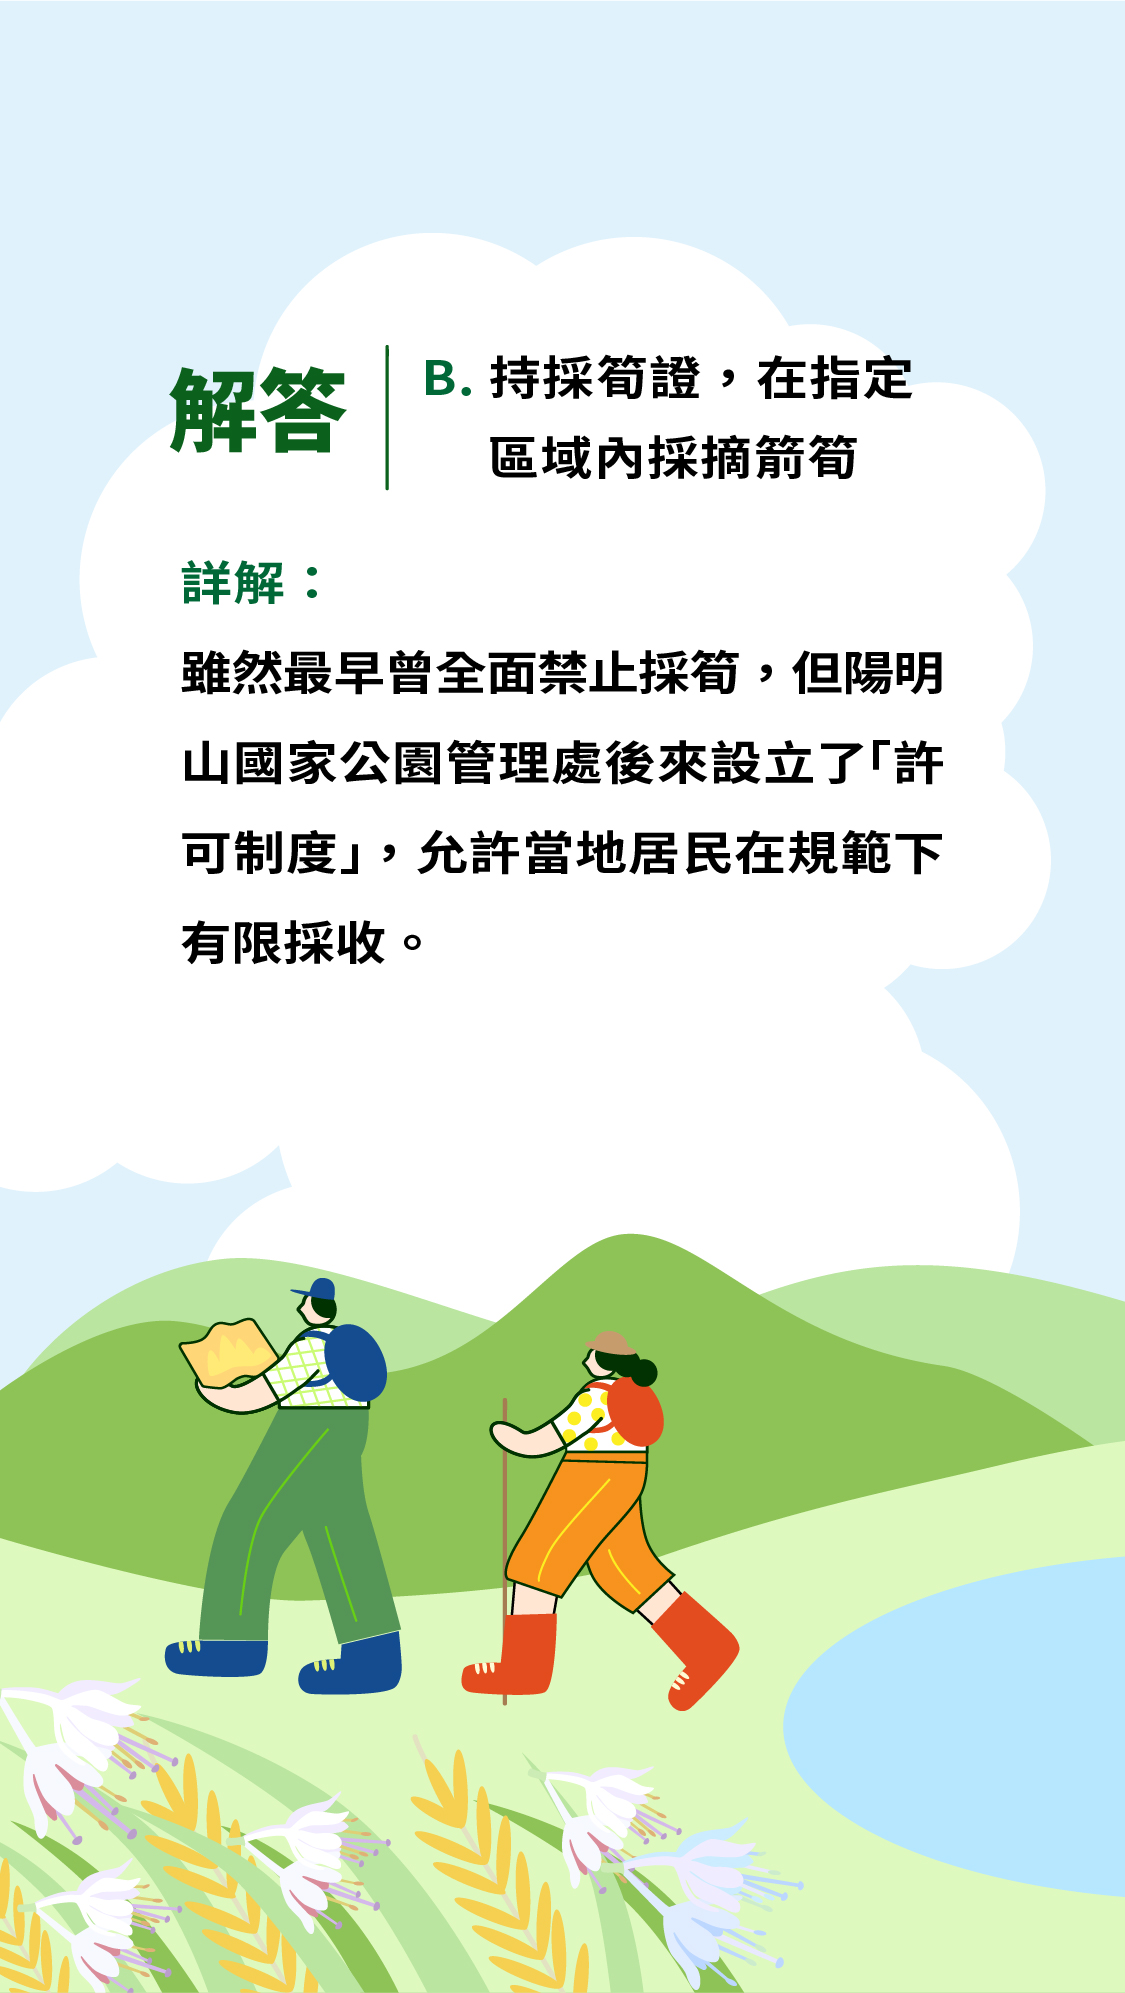 解答
B. 持採筍證，在指定
區域內採摘箭筍
詳解：
雖然最早曾全面禁止採筍，但陽明
山國家公園管理處後來設立了「許
可制度」，允許當地居民在規範下
有限採收。